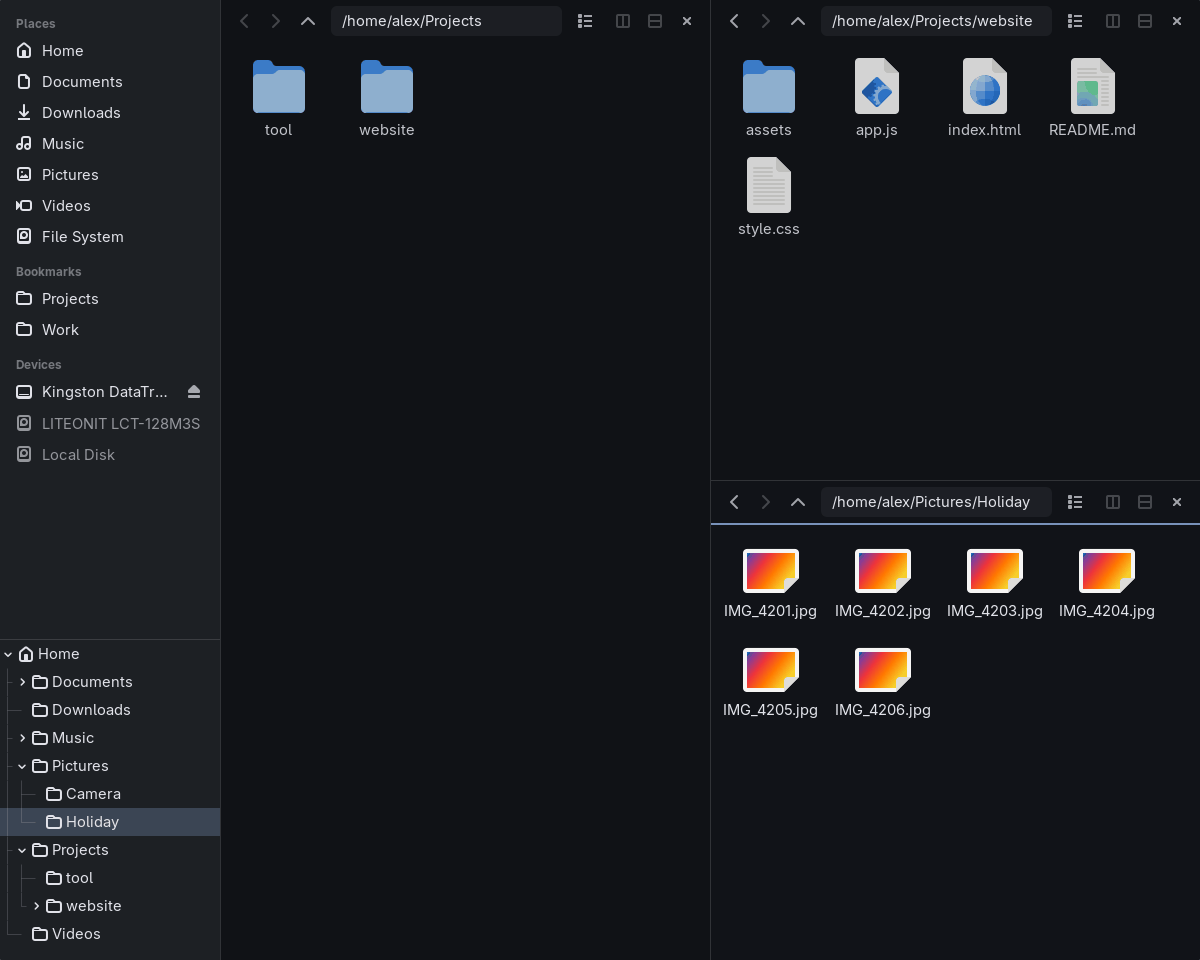 Places
Home
Documents
Downloads
Music
Pictures
Videos
File System
Bookmarks
Projects
Work
Devices
Kingston DataTr...
LITEONIT LCT-128M3S
Local Disk
Home
Documents
Downloads
Music
Pictures
Camera
Holiday
Projects
tool
website
Videos
/home/alex/Projects
tool website
/home/alex/Projects/website
assets app.js index.html README.md
style.css
/home/alex/Pictures/Holiday
IMG_4201.jpg IMG_4202.jpg IMG_4203.jpg IMG_4204.jpg
IMG_4205.jpg IMG_4206.jpg